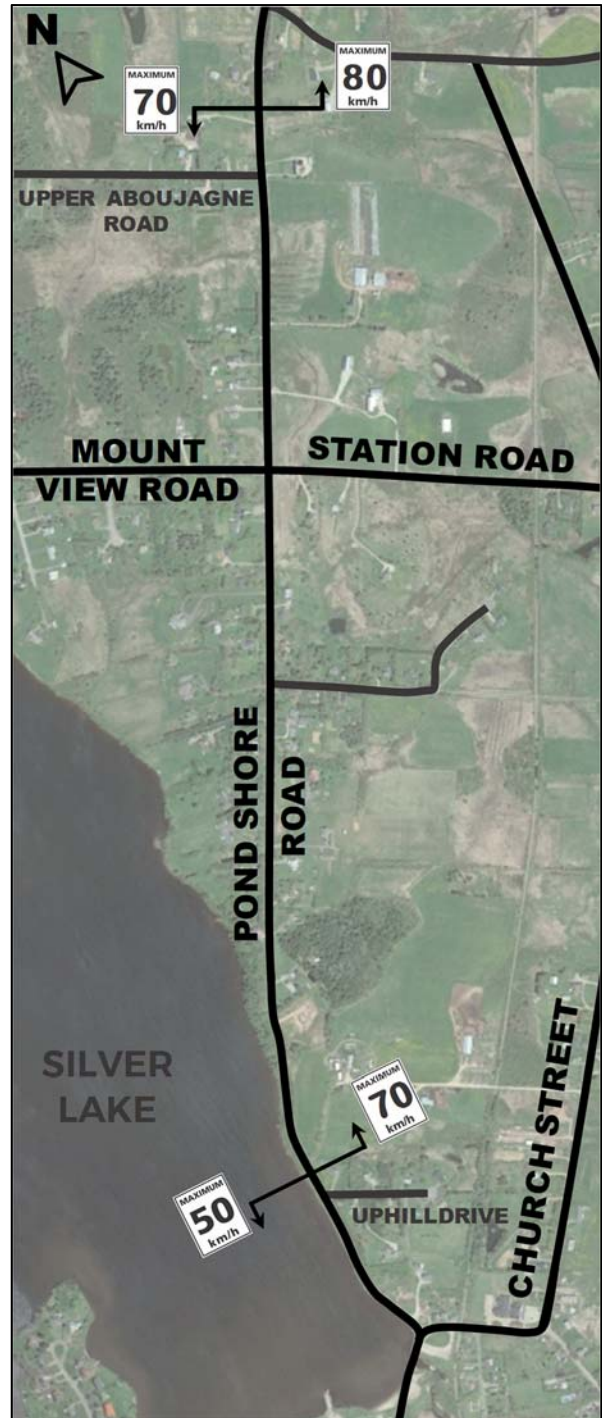 N
MAXIMUM
70
km/h
MAXIMUM
80
km/h
UPPER ABOUJAGNE
ROAD
MOUNT
VIEW ROAD
STATION ROAD
POND SHORE
ROAD
SILVER
LAKE
MAXIMUM
70
km/h
MAXIMUM
50
km/h
UPHILLDRIVE
CHURCH STREET